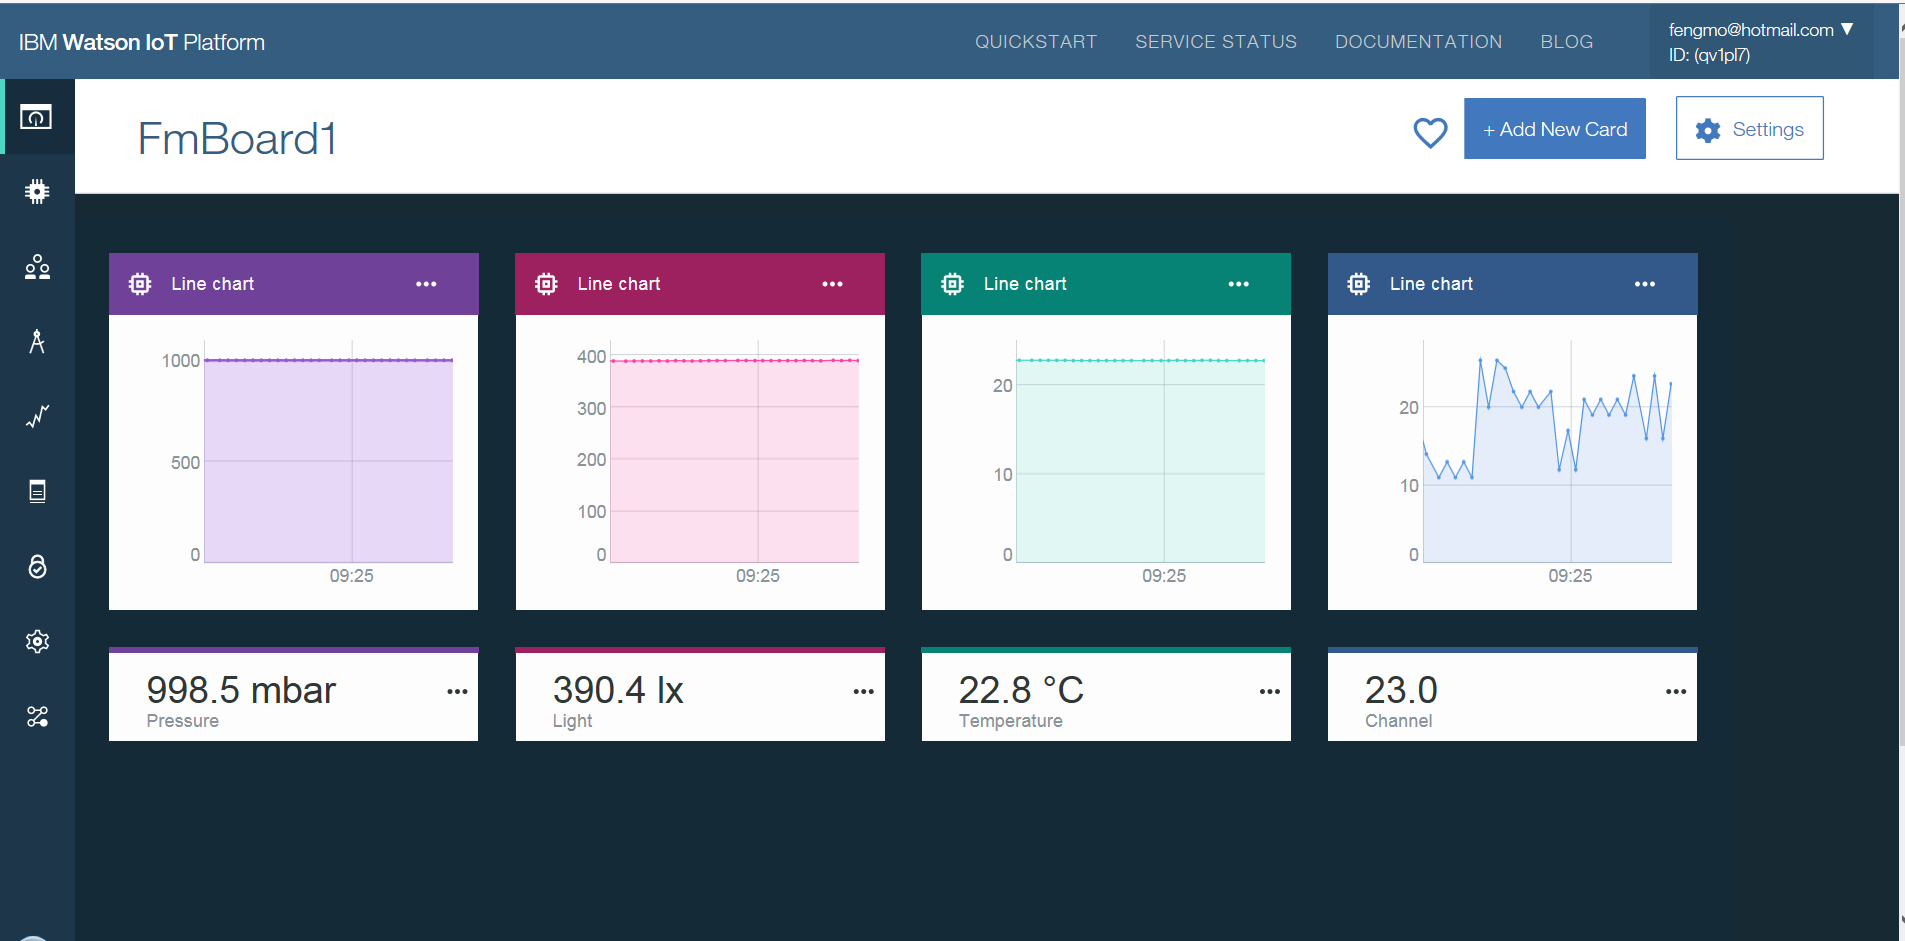 IBM Watson IoT Platform
QUICKSTART
SERVICE STATUS
DOCUMENTATION
BLOG
fengmo@hotmail.com ▼
ID: (qv1pl7)
FmBoard1
+ Add New Card
Settings
Line chart
1000
500
0
09:25
Line chart
400
300
200
100
0
09:25
Line chart
20
10
0
09:25
Line chart
20
10
0
09:25
998.5 mbar
Pressure
390.4 lx
Light
22.8 °C
Temperature
23.0
Channel